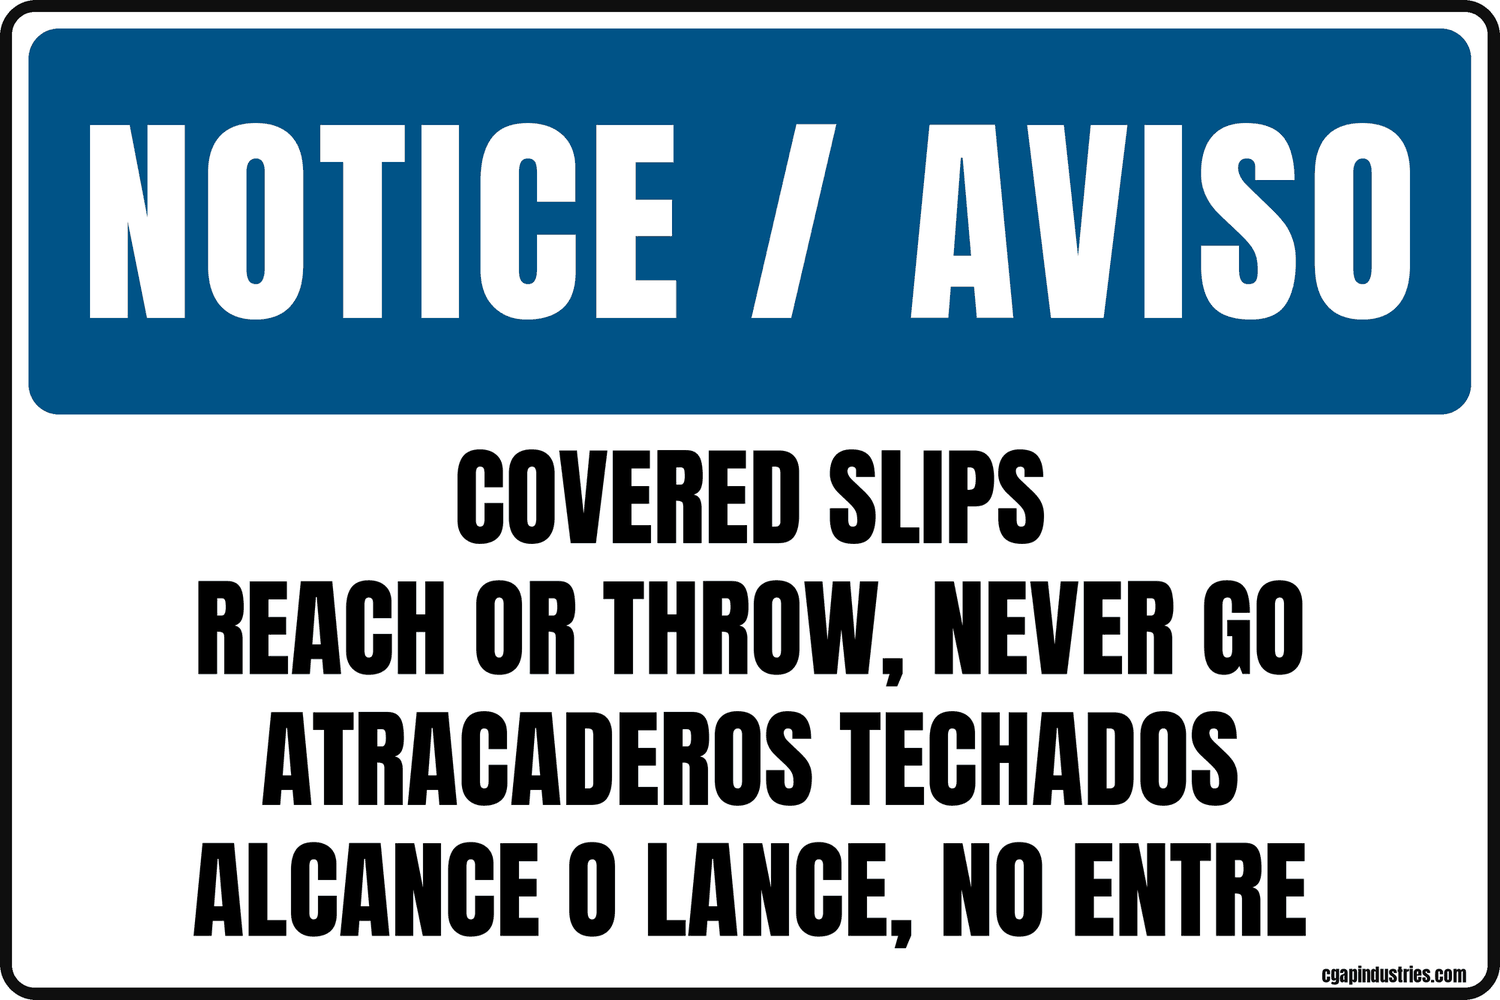 NOTICE / AVISO
COVERED SLIPS
REACH OR THROW, NEVER GO
ATRACADEROS TECHADOS
ALCANCE O LANCE, NO ENTRE
cgapindustries.com